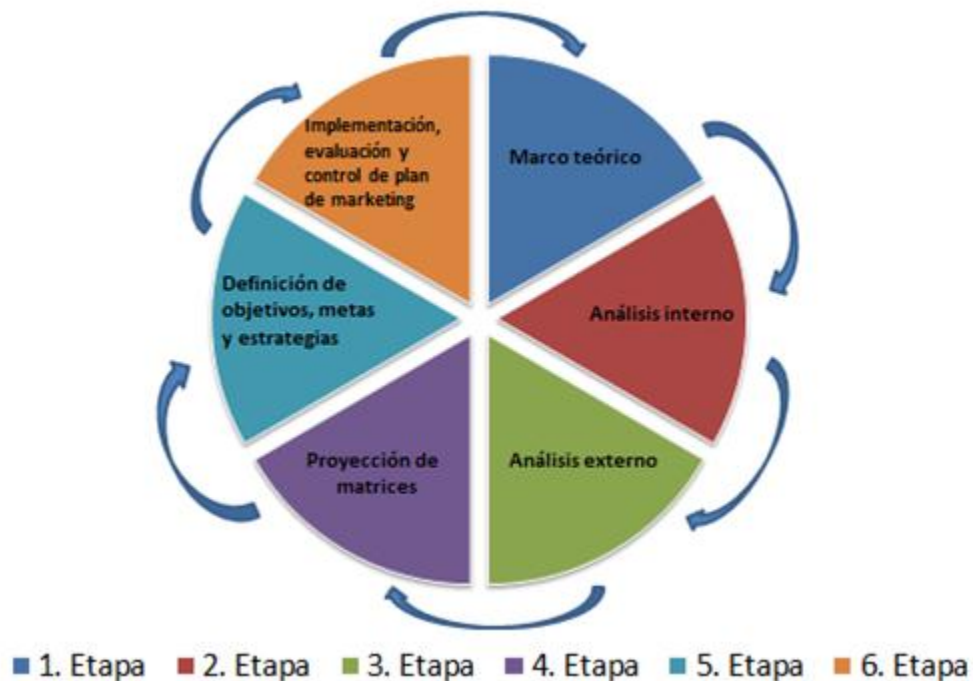 Implementación,
evaluación y
control de plan
de marketing
Marco teórico
Definición de
objetivos, metas
y estrategias
Análisis interno
Proyección de
matrices
Análisis externo
1. Etapa 2. Etapa 3. Etapa 4. Etapa 5. Etapa 6. Etapa